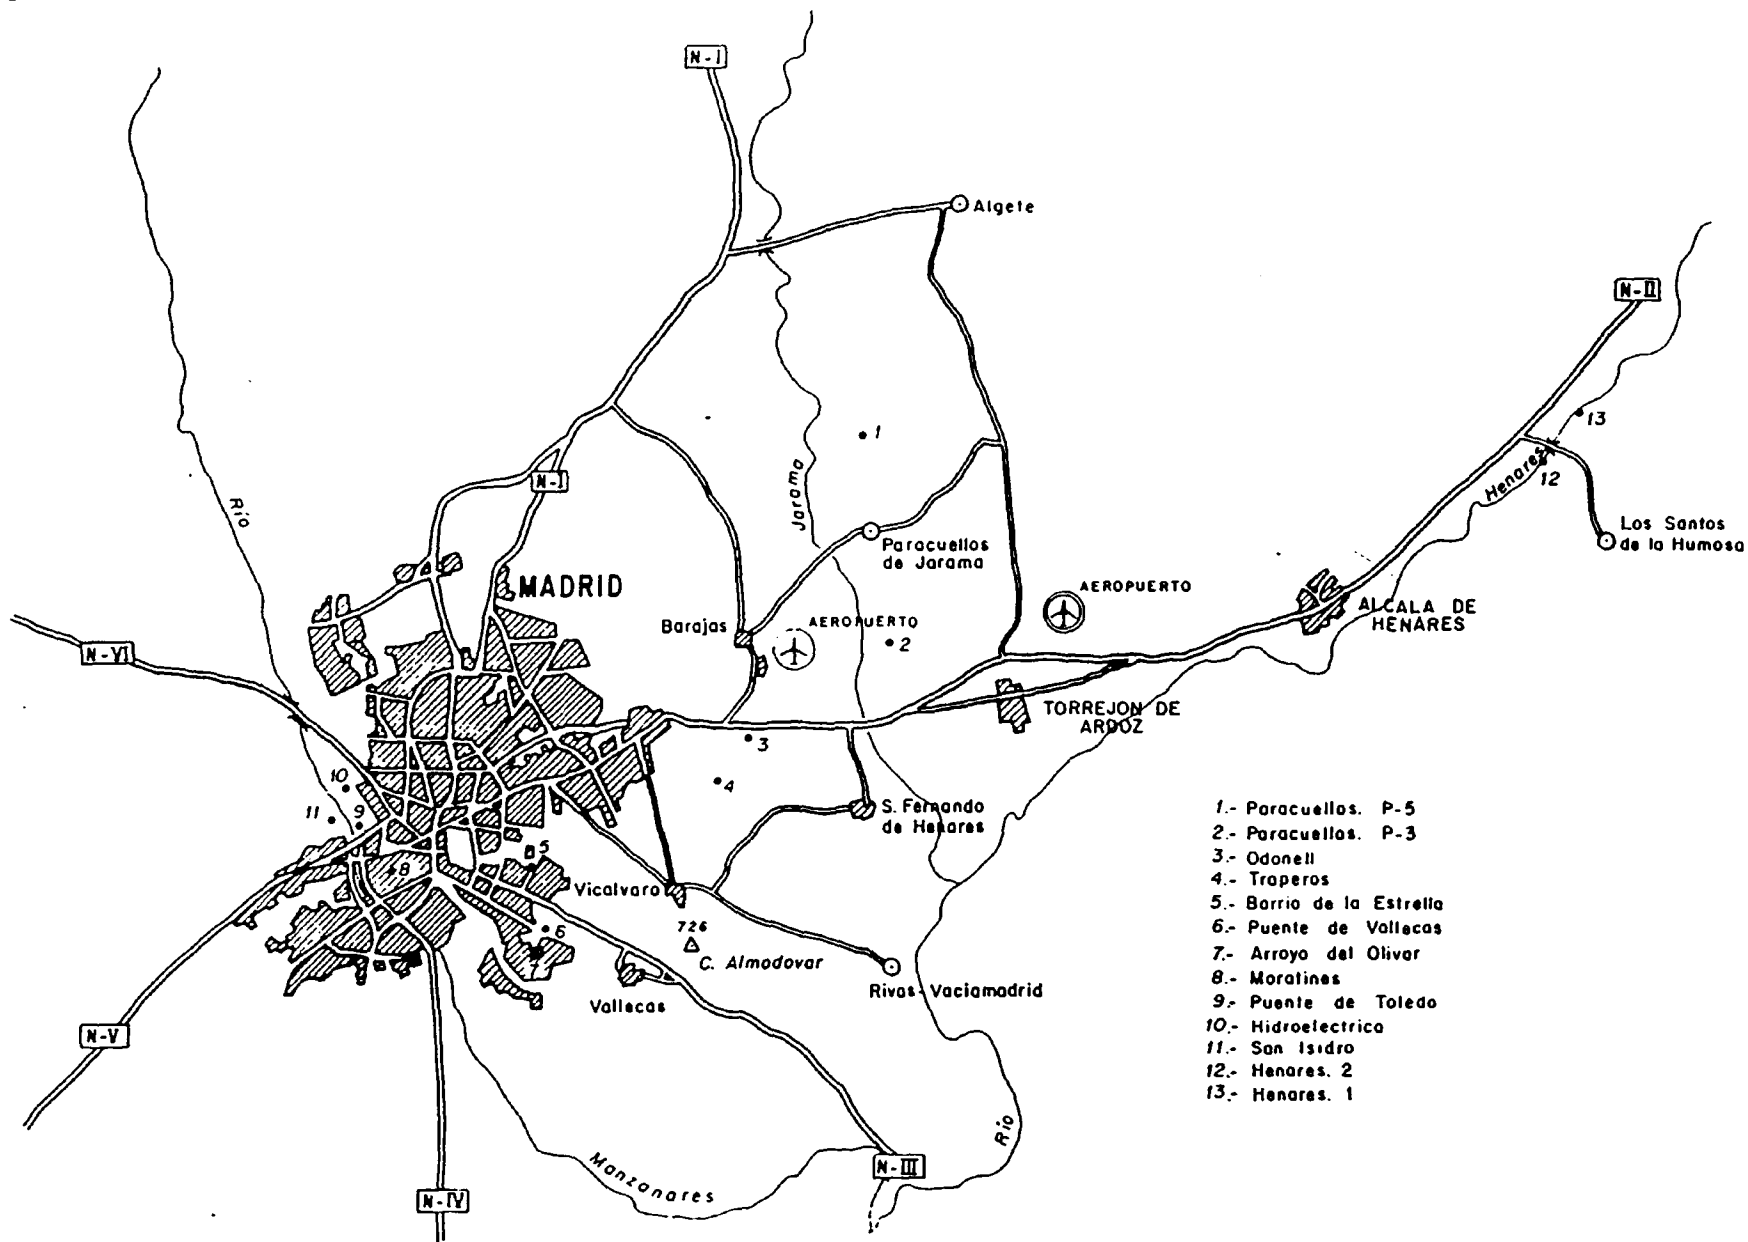 N-I
Algete
N-II
1
13
Jarama
N-I
Henares
12
Río
Los Santos
de la Humosa
Paracuellos
de Jarama
MADRID
AEROPUERTO
ALCALA DE
HENARES
Barajas
AEROPUERTO
2
N-VI
TORREJON DE
ARDOZ
3
10
4
11
9
S. Fernando
de Henares
5
8
Vicalvaro
726
6
C. Almodovar
7
Rivas-Vaciamadrid
Vallecas
N-V
1.- Paracuellos. P-5
2.- Paracuellos. P-3
3.- Odonell
4.- Traperos
5.- Barrio de la Estrella
6.- Puente de Vallecas
7.- Arroyo del Olivar
8.- Moratines
9.- Puente de Toledo
10.- Hidroelectrica
11.- San Isidro
12.- Henares. 2
13.- Henares. 1
Río
Manzanares
N-III
N-IV